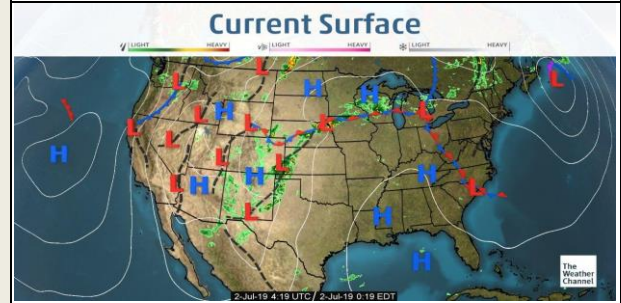 Current Surface
LIGHT HEAVY LIGHT HEAVY LIGHT HEAVY
L
L L
H H
H L
L
L L L
L
H L L
H H
L H L
L H
H
The
Weather
Channel
2-Jul-19 4:19 UTC / 2-Jul-19 0:19 EDT